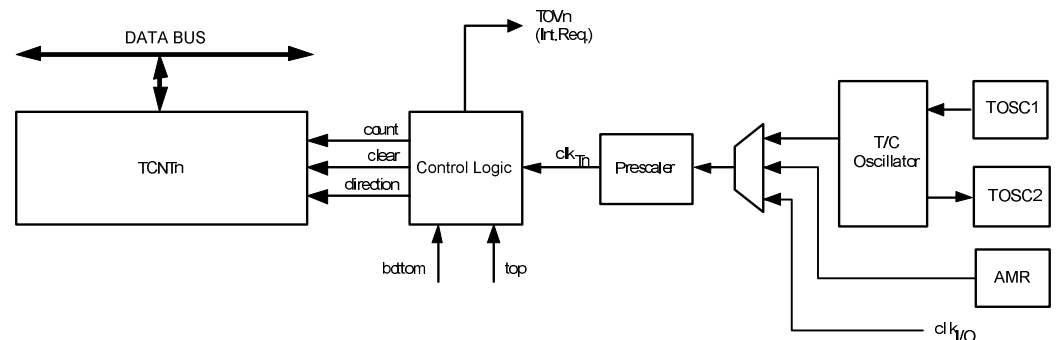 TOVn
(Int.Req.)
DATA BUS
TCNTn
count
clear
direction
Control Logic
clkTn
Prescaler
T/C
Oscillator
TOSC1
TOSC2
bottom
top
AMR
clkI/O